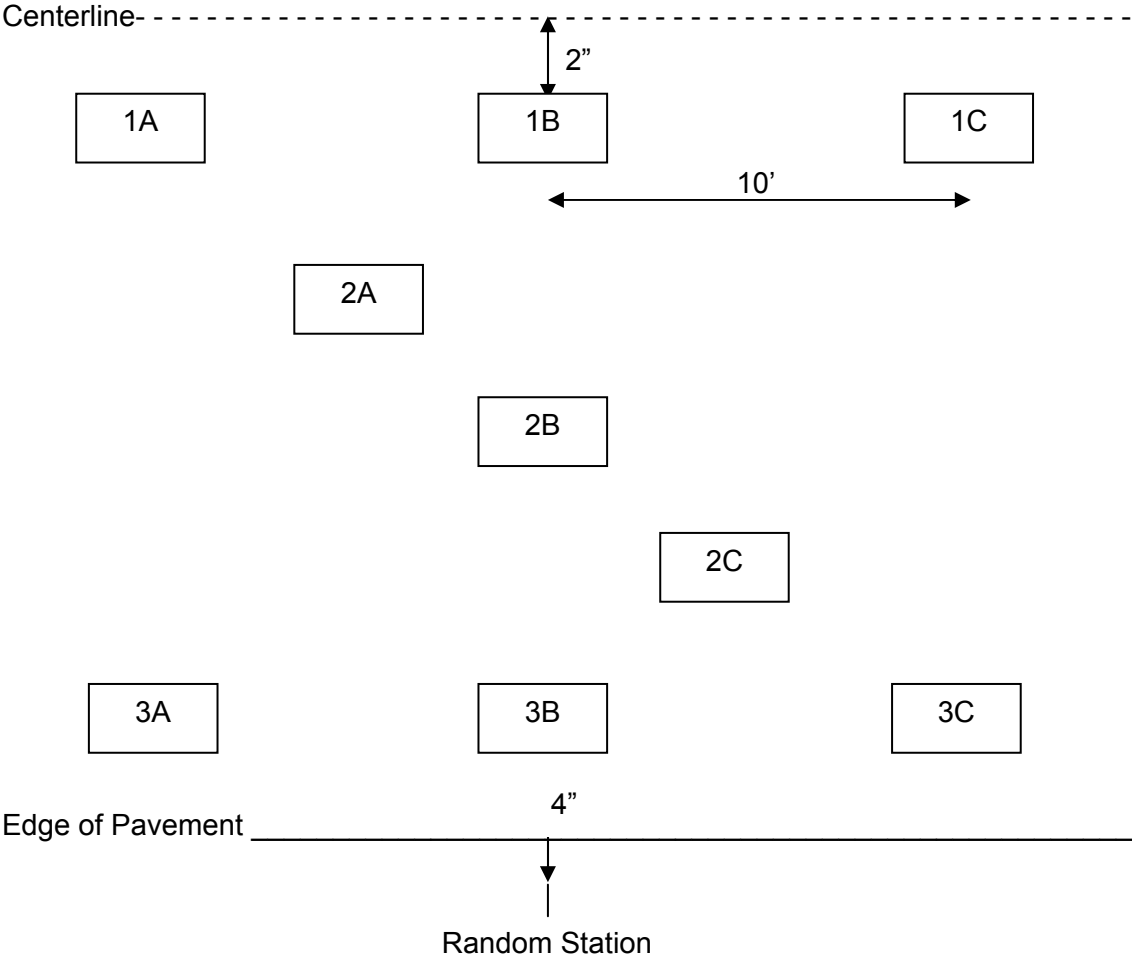 Centerline
2”
1A 1B 1C
10’
2A
2B
2C
3A 3B 3C
4”
Edge of Pavement
Random Station